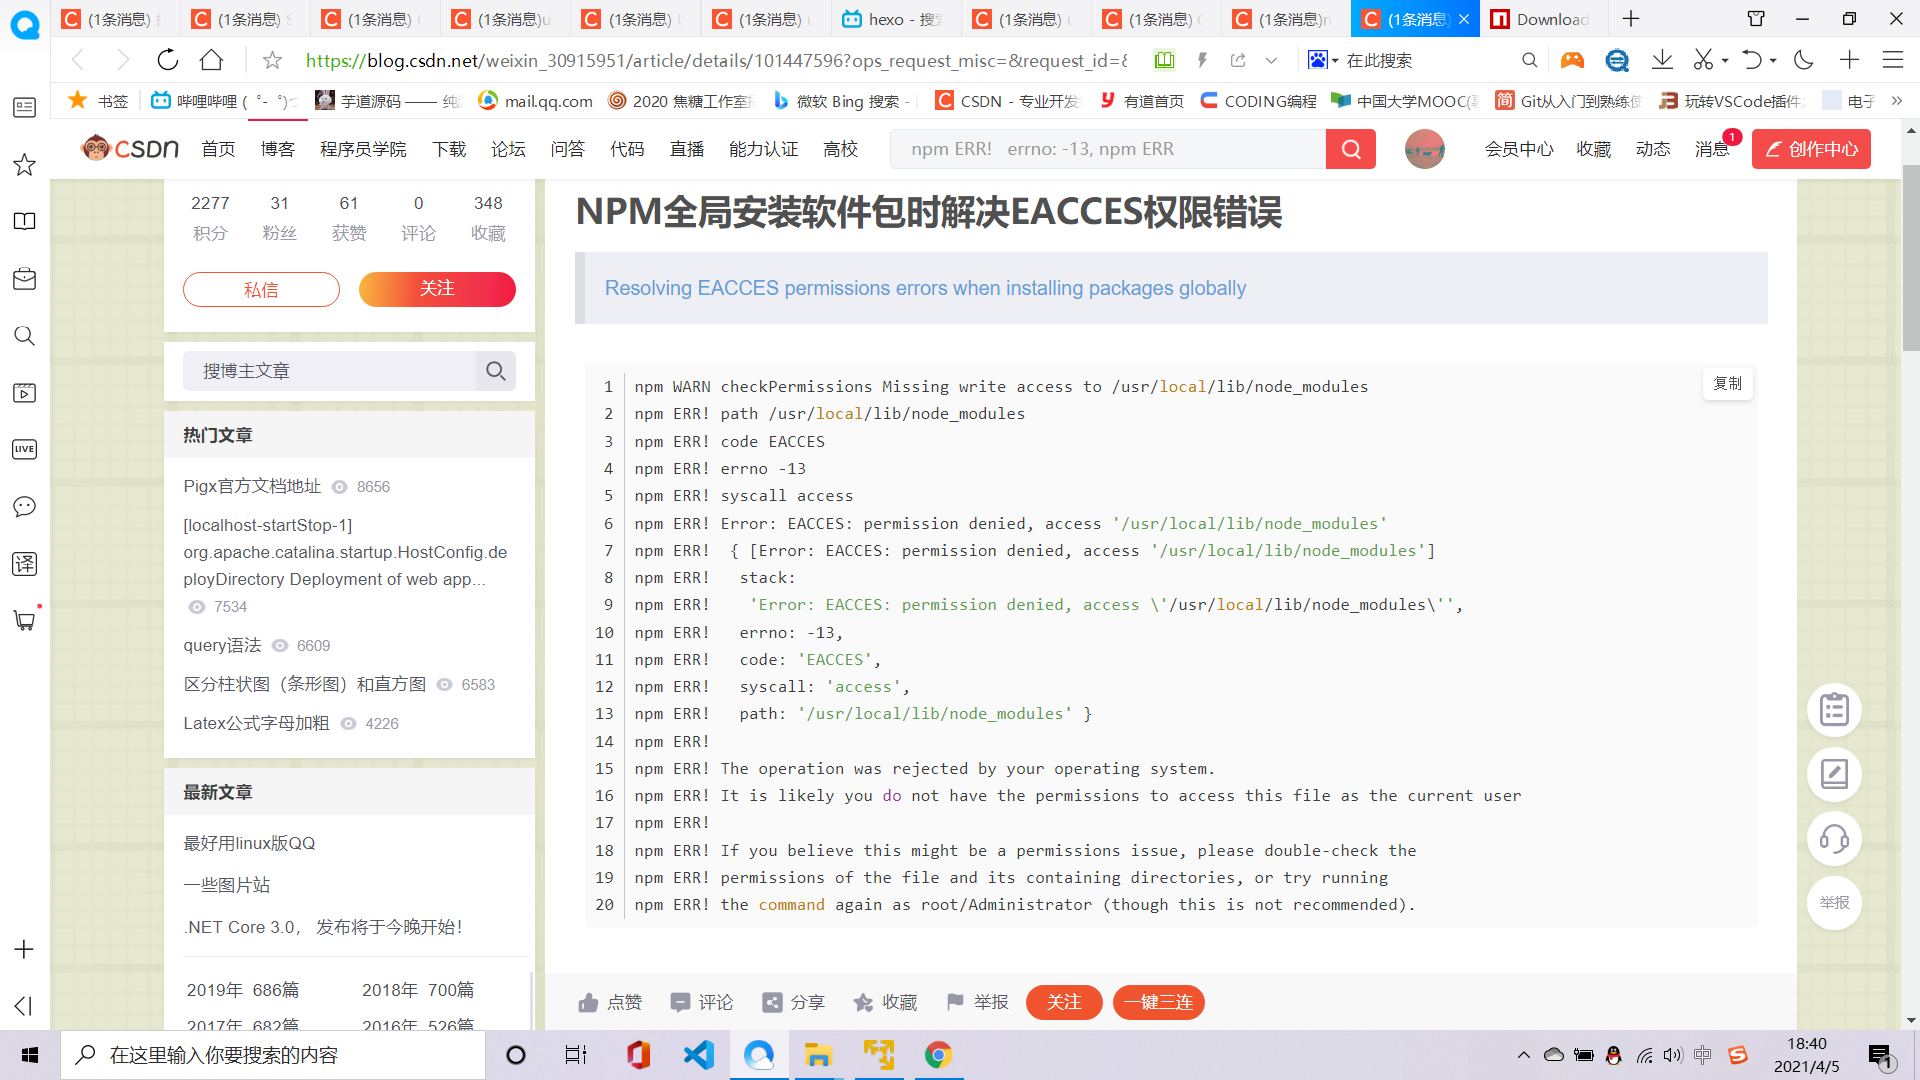 (1条消息)
(1条消息) S
(1条消息) (
(1条消息)u
(1条消息) U
(1条消息) u
hexo - 搜索
(1条消息) u
(1条消息) C
(1条消息)n
(1条消息)
Download
https://blog.csdn.net/weixin_30915951/article/details/101447596?ops_request_misc=&request_id=&
在此搜索
书签
哔哩哔哩 ( ゜- ゜)つ
芋道源码 —— 纯
mail.qq.com
2020 焦糖工作室
微软 Bing 搜索 -
CSDN - 专业开发
有道首页
CODING编程
中国大学MOOC(
Git从入门到熟练使
玩转VSCode插件
电子
CSDN
首页
博客
程序员学院
下载
论坛
问答
代码
直播
能力认证
高校
npm ERR!   errno: -13, npm ERR
会员中心
收藏
动态
消息
1
创作中心
2277 31 61 0 348
积分 粉丝 获赞 评论 收藏
私信
关注
搜博主文章
热门文章
Pigx官方文档地址 8656
[localhost-startStop-1]
org.apache.catalina.startup.HostConfig.de
ployDirectory Deployment of web app...
7534
query语法 6609
区分柱状图（条形图）和直方图 6583
Latex公式字母加粗 4226
最新文章
最好用linux版QQ
一些图片站
.NET Core 3.0， 发布将于今晚开始！
2019年 686篇
2018年 700篇
2017年 682篇
2016年 526篇
NPM全局安装软件包时解决EACCES权限错误
Resolving EACCES permissions errors when installing packages globally
复制
1 npm WARN checkPermissions Missing write access to /usr/local/lib/node_modules
2 npm ERR! path /usr/local/lib/node_modules
3 npm ERR! code EACCES
4 npm ERR! errno -13
5 npm ERR! syscall access
6 npm ERR! Error: EACCES: permission denied, access '/usr/local/lib/node_modules'
7 npm ERR!  { [Error: EACCES: permission denied, access '/usr/local/lib/node_modules']
8 npm ERR!   stack:
9 npm ERR!    'Error: EACCES: permission denied, access \'/usr/local/lib/node_modules\'',
10 npm ERR!   errno: -13,
11 npm ERR!   code: 'EACCES',
12 npm ERR!   syscall: 'access',
13 npm ERR!   path: '/usr/local/lib/node_modules' }
14 npm ERR!
15 npm ERR! The operation was rejected by your operating system.
16 npm ERR! It is likely you do not have the permissions to access this file as the current user
17 npm ERR!
18 npm ERR! If you believe this might be a permissions issue, please double-check the
19 npm ERR! permissions of the file and its containing directories, or try running
20 npm ERR! the command again as root/Administrator (though this is not recommended).
点赞
评论
分享
收藏
举报
关注
一键三连
举报
LIVE
译
在这里输入你要搜索的内容
中
18:40
2021/4/5
1